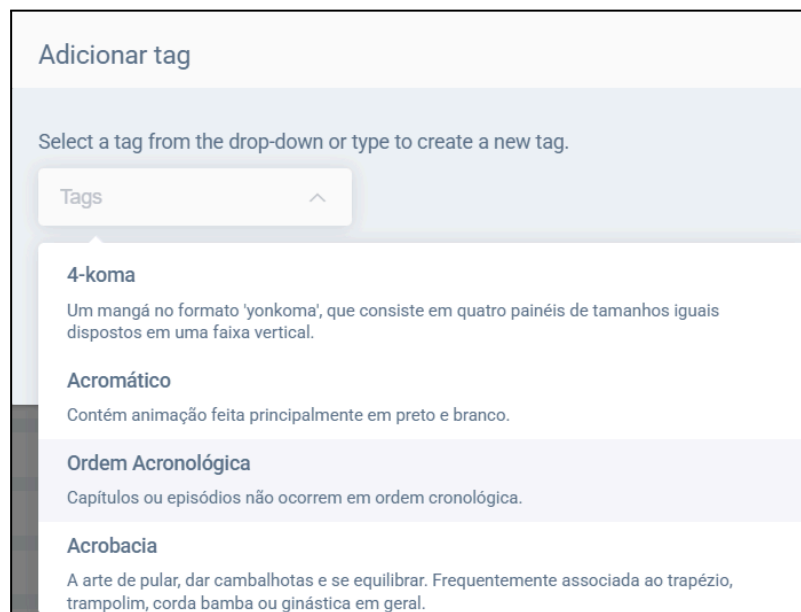 Adicionar tag
Select a tag from the drop-down or type to create a new tag.
Tags
4-koma
Um mangá no formato 'yonkoma', que consiste em quatro painéis de tamanhos iguais
dispostos em uma faixa vertical.
Acromático
Contém animação feita principalmente em preto e branco.
Ordem Acronológica
Capítulos ou episódios não ocorrem em ordem cronológica.
Acrobacia
A arte de pular, dar cambalhotas e se equilibrar. Frequentemente associada ao trapézio,
trampolim, corda bamba ou ginástica em geral.